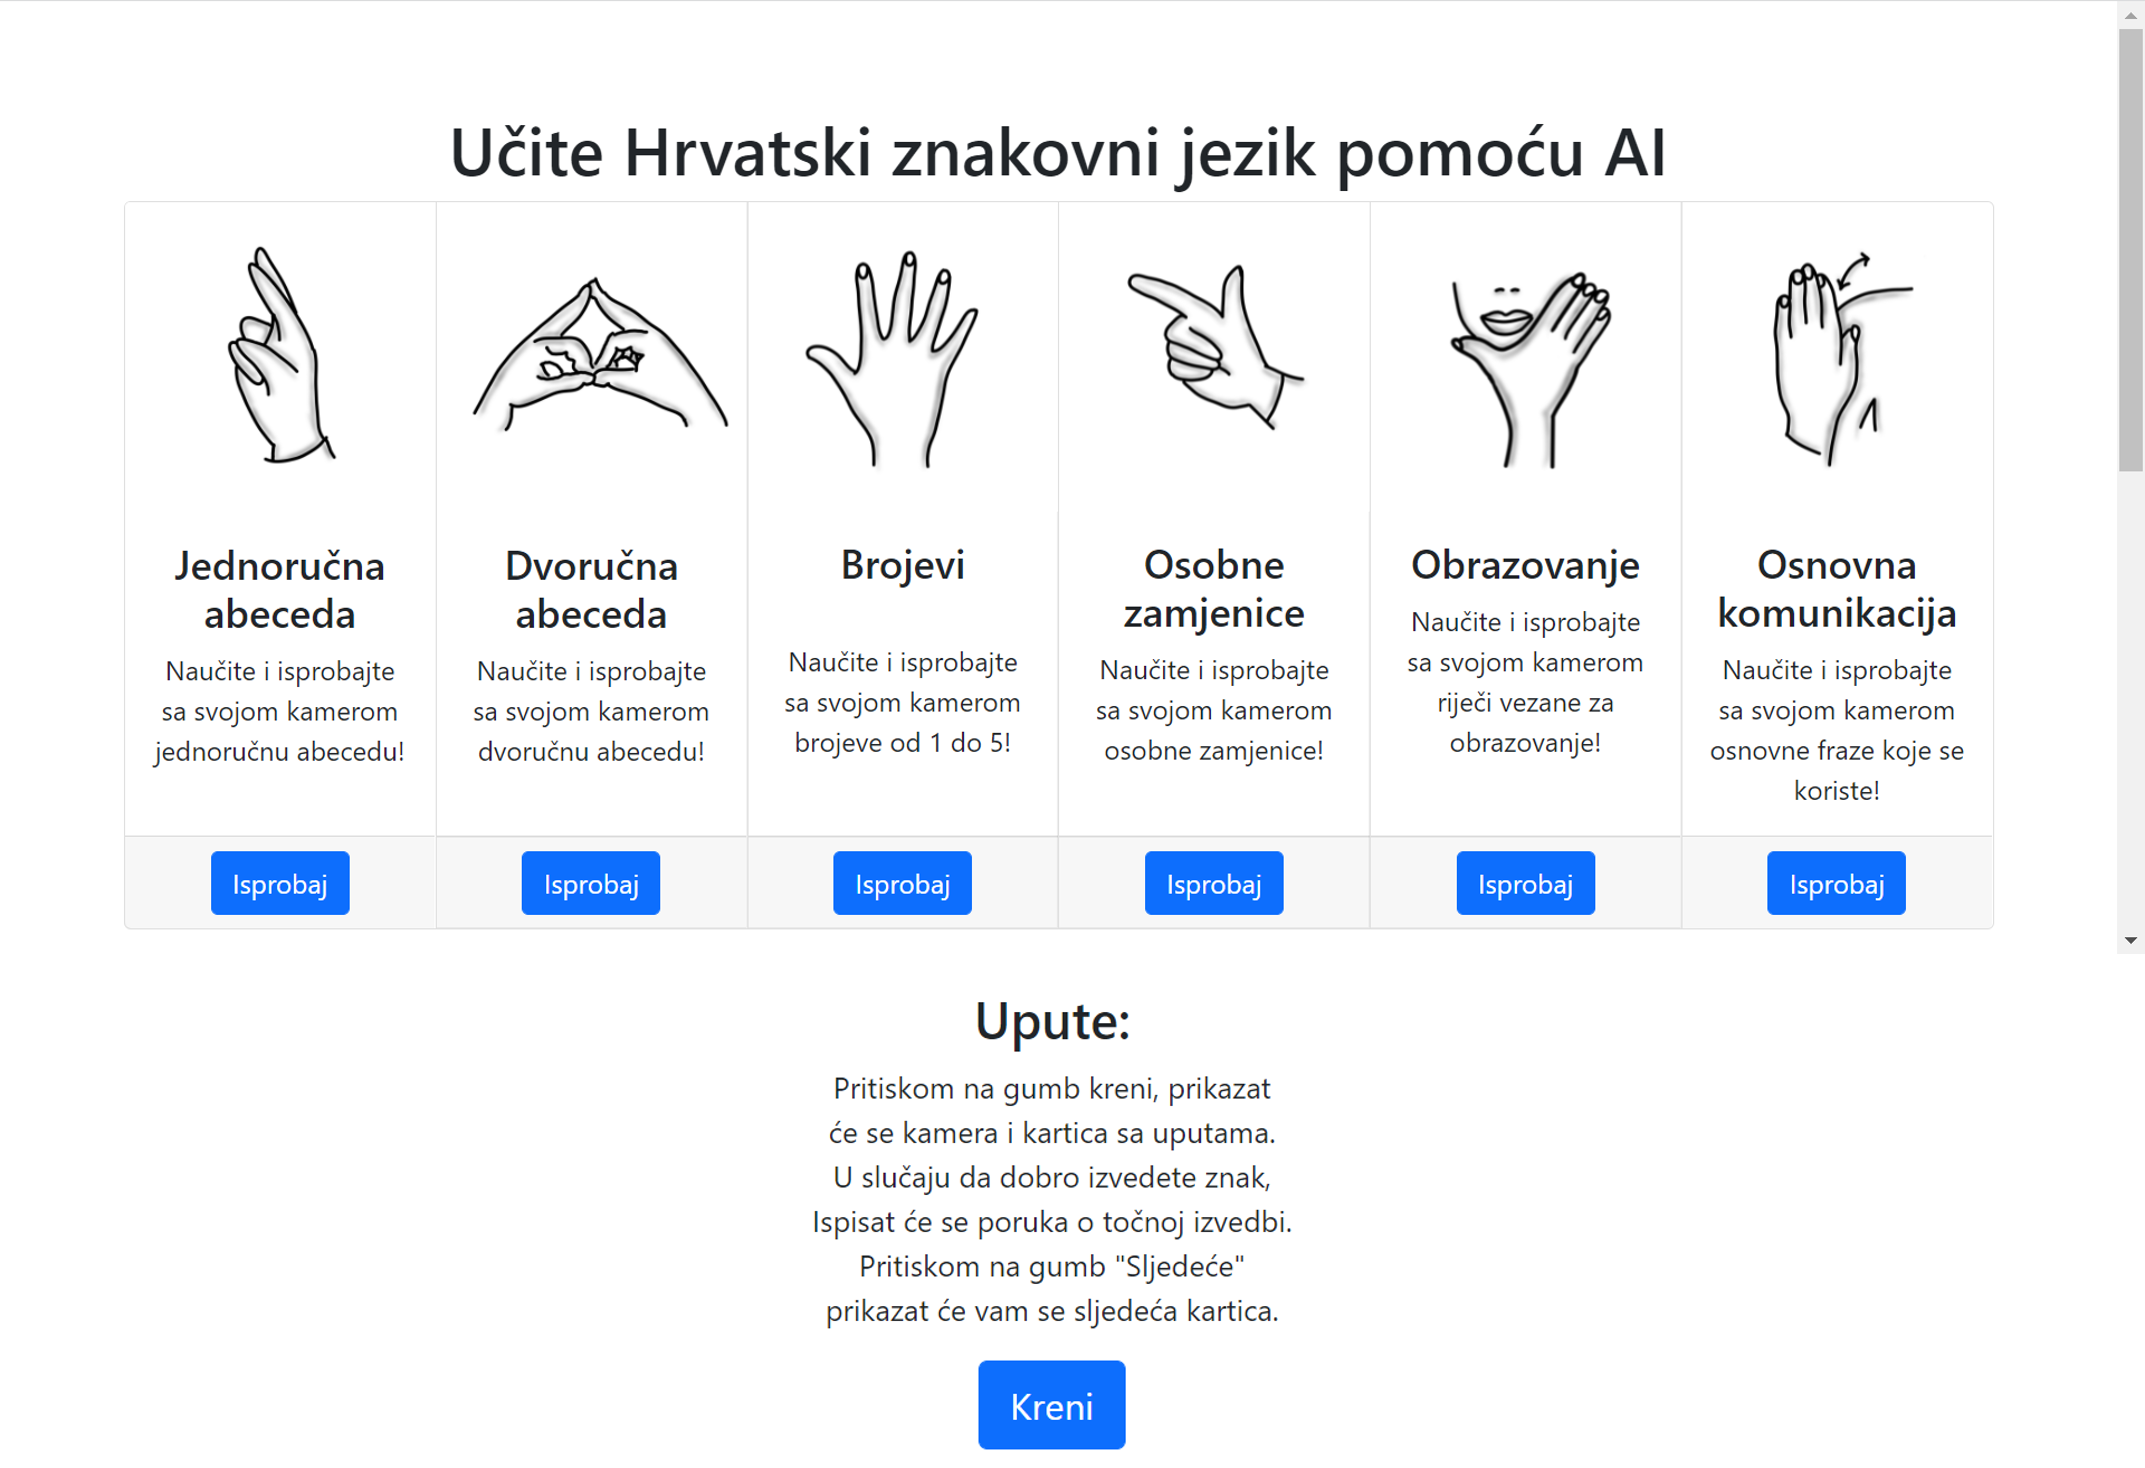 Učite Hrvatski znakovni jezik pomoću AI
Jednoručna
abeceda
Naučite i isprobajte
sa svojom kamerom
jednoručnu abecedu!
Isprobaj
Dvoručna
abeceda
Naučite i isprobajte
sa svojom kamerom
dvoručnu abecedu!
Isprobaj
Brojevi
Naučite i isprobajte
sa svojom kamerom
brojeve od 1 do 5!
Isprobaj
Osobne
zamjenice
Naučite i isprobajte
sa svojom kamerom
osobne zamjenice!
Isprobaj
Obrazovanje
Naučite i isprobajte
sa svojom kamerom
riječi vezane za
obrazovanje!
Isprobaj
Osnovna
komunikacija
Naučite i isprobajte
sa svojom kamerom
osnovne fraze koje se
koriste!
Isprobaj
Upute:
Pritiskom na gumb kreni, prikazat
će se kamera i kartica sa uputama.
U slučaju da dobro izvedete znak,
Ispisat će se poruka o točnoj izvedbi.
Pritiskom na gumb "Sljedeće"
prikazat će vam se sljedeća kartica.
Kreni